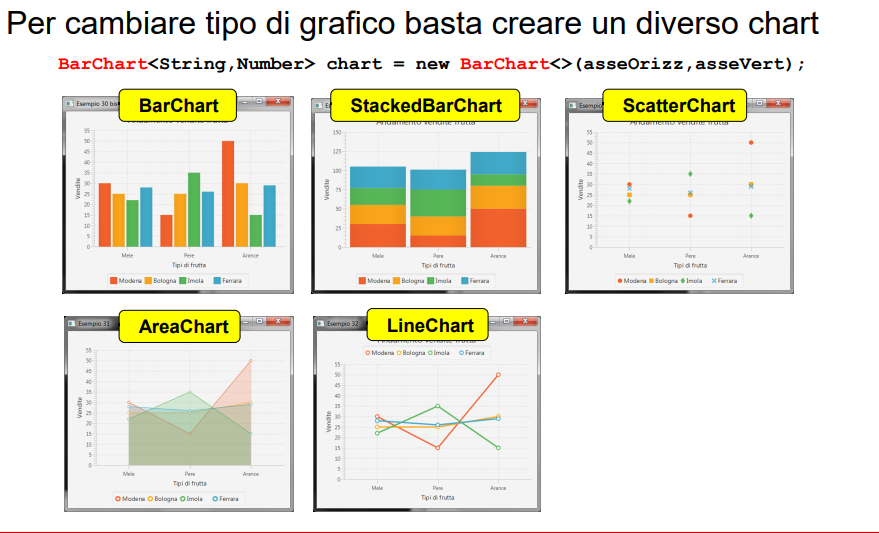 Per cambiare tipo di grafico basta creare un diverso chart
BarChart<String,Number> chart = new BarChart<>(asseOrizz,asseVert);
Esempio 30 bis
BarChart
Vendite
55
50
45
40
35
30
25
20
15
10
5
0
Mele Pere Arance
Tipi di frutta
Modena Bologna Imola Ferrara
StackedBarChart
Andamento vendite frutta
Vendite
150
125
100
75
50
25
0
Mele Pere Arance
Tipi di frutta
Modena Bologna Imola Ferrara
Esempio
ScatterChart
Andamento vendite frutta
Vendite
55
50
45
40
35
30
25
20
15
10
5
0
Mele Pere Arance
Tipi di frutta
Modena Bologna Imola Ferrara
Esempio 31
AreaChart
Vendite
55
50
45
40
35
30
25
20
15
10
5
0
Mele Pere Arance
Tipi di frutta
Modena Bologna Imola Ferrara
Esempio 32
LineChart
Andamento vendite frutta
Modena Bologna Imola Ferrara
Vendite
55
50
45
40
35
30
25
20
15
10
5
0
Mele Pere Arance
Tipi di frutta